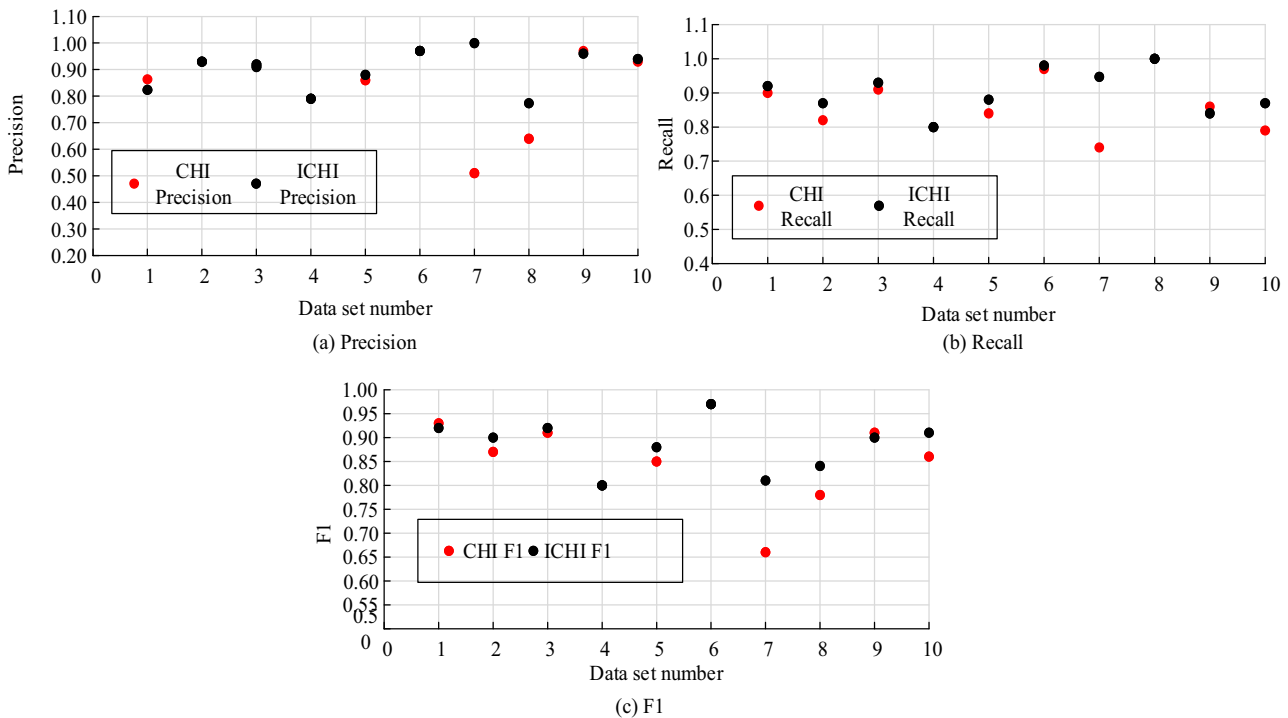 1.10
1.00
0.90
0.80
0.70
0.60
0.50
0.40
0.30
0.20
Precision
CHI
Precision
ICHI
Precision
0 1 2 3 4 5 6 7 8 9 10
Data set number
(a) Precision
1.1
1.0
0.9
0.8
0.7
0.6
0.5
0.4
Recall
CHI
Recall
ICHI
Recall
0 1 2 3 4 5 6 7 8 9 10
Data set number
(b) Recall
1.00
0.95
0.90
0.85
0.80
0.75
0.70
0.65
0.60
0.55
0.5
0
F1
CHI F1 ICHI F1
0 1 2 3 4 5 6 7 8 9 10
Data set number
(c) F1